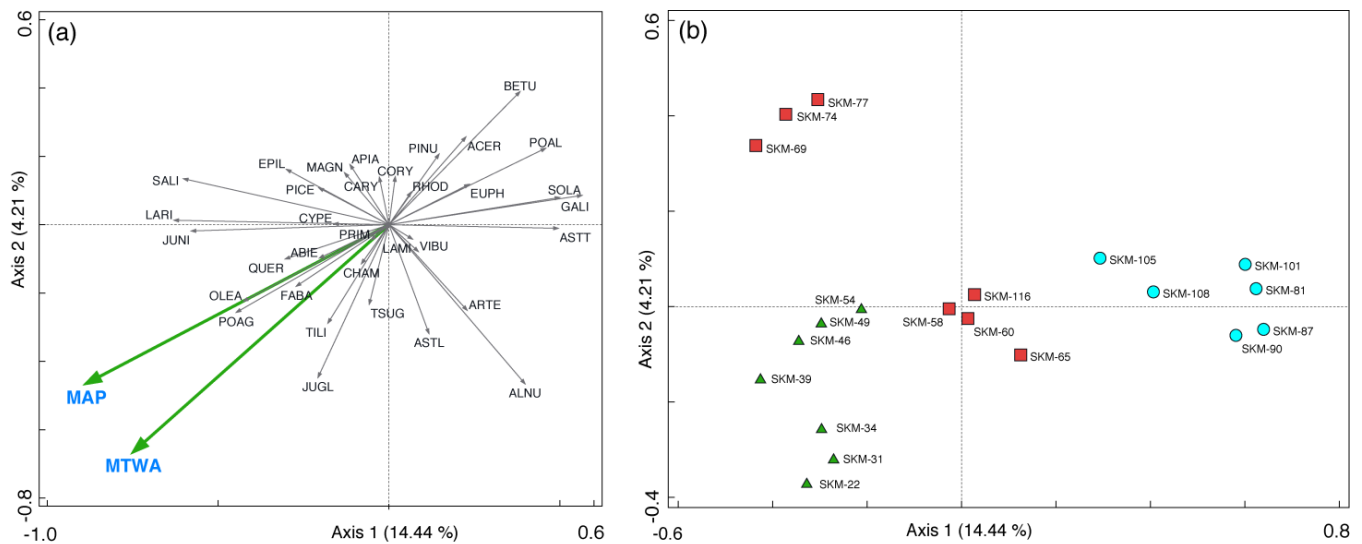 (a)
0.6
Axis 2 (4.21 %)
-0.8
-1.0
Axis 1 (14.44 %)
0.6
BETU
ACER
POAL
PINU
APIA
CORY
EPIL
MAGN
CARY
RHOD
EUPH
SOLA
GALI
SALI
PICE
LARI
CYPE
ASTT
JUNI
PRIM
LAMI
VIBU
ABIE
QUER
CHAM
OLEA
FABA
POAG
TSUG
ARTE
TILI
ASTL
JUGL
ALNU
MAP
MTWA
(b)
0.6
Axis 2 (4.21 %)
-0.4
-0.6
Axis 1 (14.44 %)
0.8
SKM-77
SKM-74
SKM-69
SKM-105
SKM-101
SKM-108
SKM-81
SKM-54
SKM-116
SKM-49
SKM-58
SKM-60
SKM-87
SKM-46
SKM-90
SKM-65
SKM-39
SKM-34
SKM-31
SKM-22